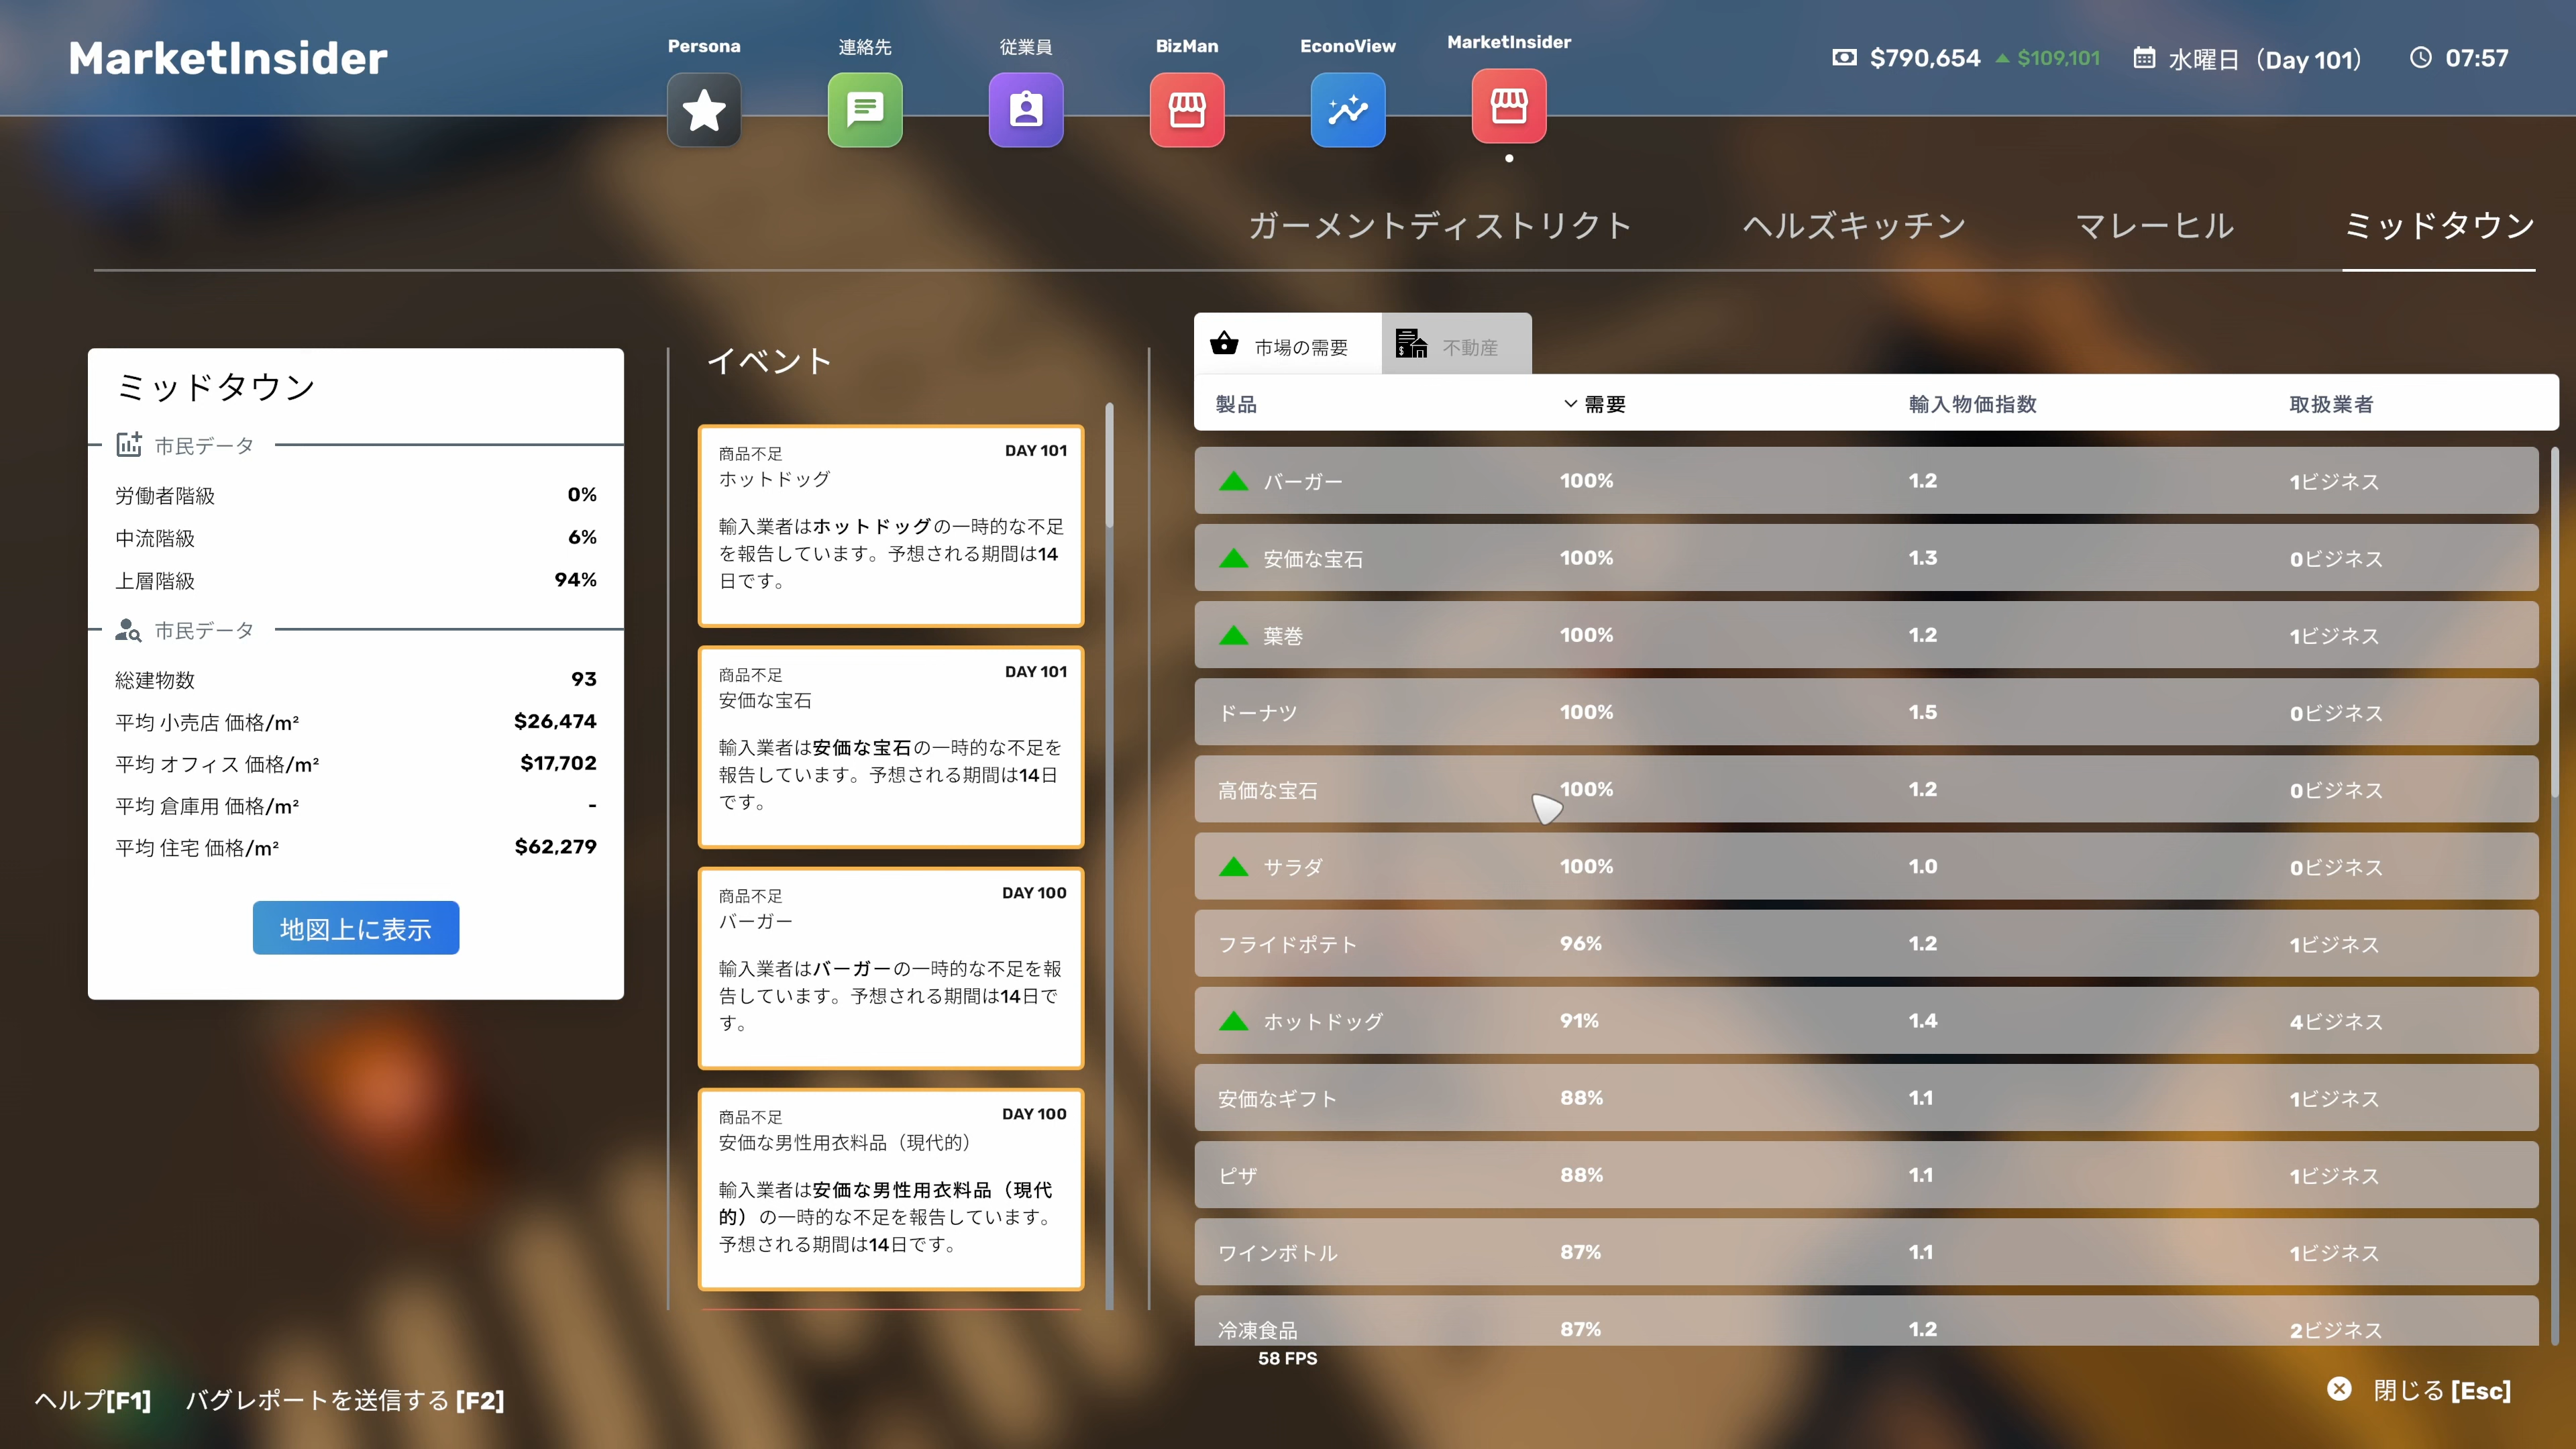 MarketInsider
Persona
連絡先
従業員
BizMan
EconoView
MarketInsider
$790,654 $109,101 水曜日（Day 101） 07:57
ガーメントディストリクト ヘルズキッチン マレーヒル ミッドタウン
ミッドタウン
市民データ
労働者階級 0%
中流階級 6%
上層階級 94%
市民データ
総建物数 93
平均 小売店 価格/m² $26,474
平均 オフィス 価格/m² $17,702
平均 倉庫用 価格/m² -
平均 住宅 価格/m² $62,279
地図上に表示
イベント
商品不足 DAY 101
ホットドッグ
輸入業者はホットドッグの一時的な不足
を報告しています。予想される期間は14
日です。
商品不足 DAY 101
安価な宝石
輸入業者は安価な宝石の一時的な不足を
報告しています。予想される期間は14日
です。
商品不足 DAY 100
バーガー
輸入業者はバーガーの一時的な不足を報
告しています。予想される期間は14日で
す。
商品不足 DAY 100
安価な男性用衣料品（現代的）
輸入業者は安価な男性用衣料品（現代
的）の一時的な不足を報告しています。
予想される期間は14日です。
市場の需要 不動産
製品 需要 輸入物価指数 取扱業者
バーガー 100% 1.2 1ビジネス
安価な宝石 100% 1.3 0ビジネス
葉巻 100% 1.2 1ビジネス
ドーナツ 100% 1.5 0ビジネス
高価な宝石 100% 1.2 0ビジネス
サラダ 100% 1.0 0ビジネス
フライドポテト 96% 1.2 1ビジネス
ホットドッグ 91% 1.4 4ビジネス
安価なギフト 88% 1.1 1ビジネス
ピザ 88% 1.1 1ビジネス
ワインボトル 87% 1.1 1ビジネス
冷凍食品 87% 1.2 2ビジネス
58 FPS
ヘルプ[F1] バグレポートを送信する [F2]
閉じる [Esc]